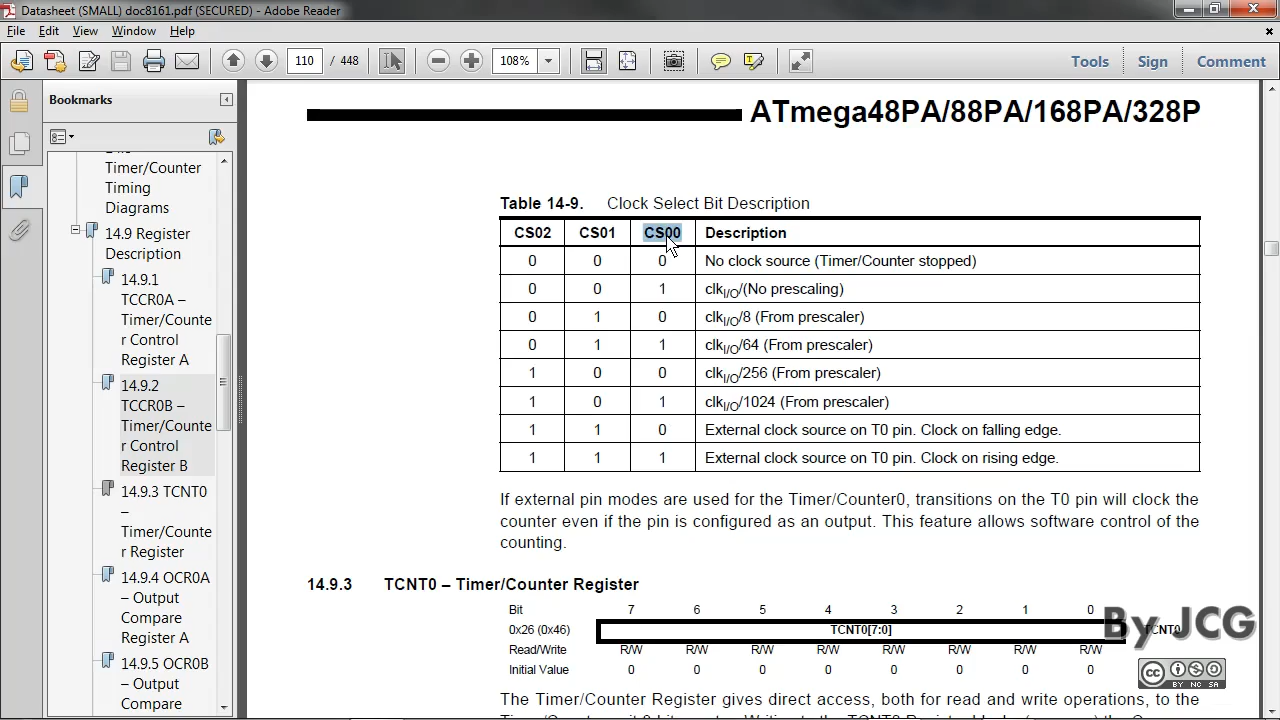 Datasheet (SMALL) doc8161.pdf (SECURED) - Adobe Reader
File Edit View Window Help
110 / 448 108% Tools Sign Comment
Bookmarks
Timer/Counter
Timing
Diagrams
14.9 Register
Description
14.9.1
TCCR0A –
Timer/Counte
r Control
Register A
14.9.2
TCCR0B –
Timer/Counte
r Control
Register B
14.9.3 TCNT0
–
Timer/Counte
r Register
14.9.4 OCR0A
– Output
Compare
Register A
14.9.5 OCR0B
– Output
Compare
ATmega48PA/88PA/168PA/328P
Table 14-9. Clock Select Bit Description
CS02 CS01 CS00 Description
0 0 0 No clock source (Timer/Counter stopped)
0 0 1 clkI/O/(No prescaling)
0 1 0 clkI/O/8 (From prescaler)
0 1 1 clkI/O/64 (From prescaler)
1 0 0 clkI/O/256 (From prescaler)
1 0 1 clkI/O/1024 (From prescaler)
1 1 0 External clock source on T0 pin. Clock on falling edge.
1 1 1 External clock source on T0 pin. Clock on rising edge.
If external pin modes are used for the Timer/Counter0, transitions on the T0 pin will clock the
counter even if the pin is configured as an output. This feature allows software control of the
counting.
14.9.3 TCNT0 – Timer/Counter Register
Bit 7 6 5 4 3 2 1 0
0x26 (0x46) TCNT0[7:0] TCNT0
Read/Write R/W R/W R/W R/W R/W R/W R/W R/W
Initial Value 0 0 0 0 0 0 0 0
By JCG
cc BY NC SA
The Timer/Counter Register gives direct access, both for read and write operations, to the